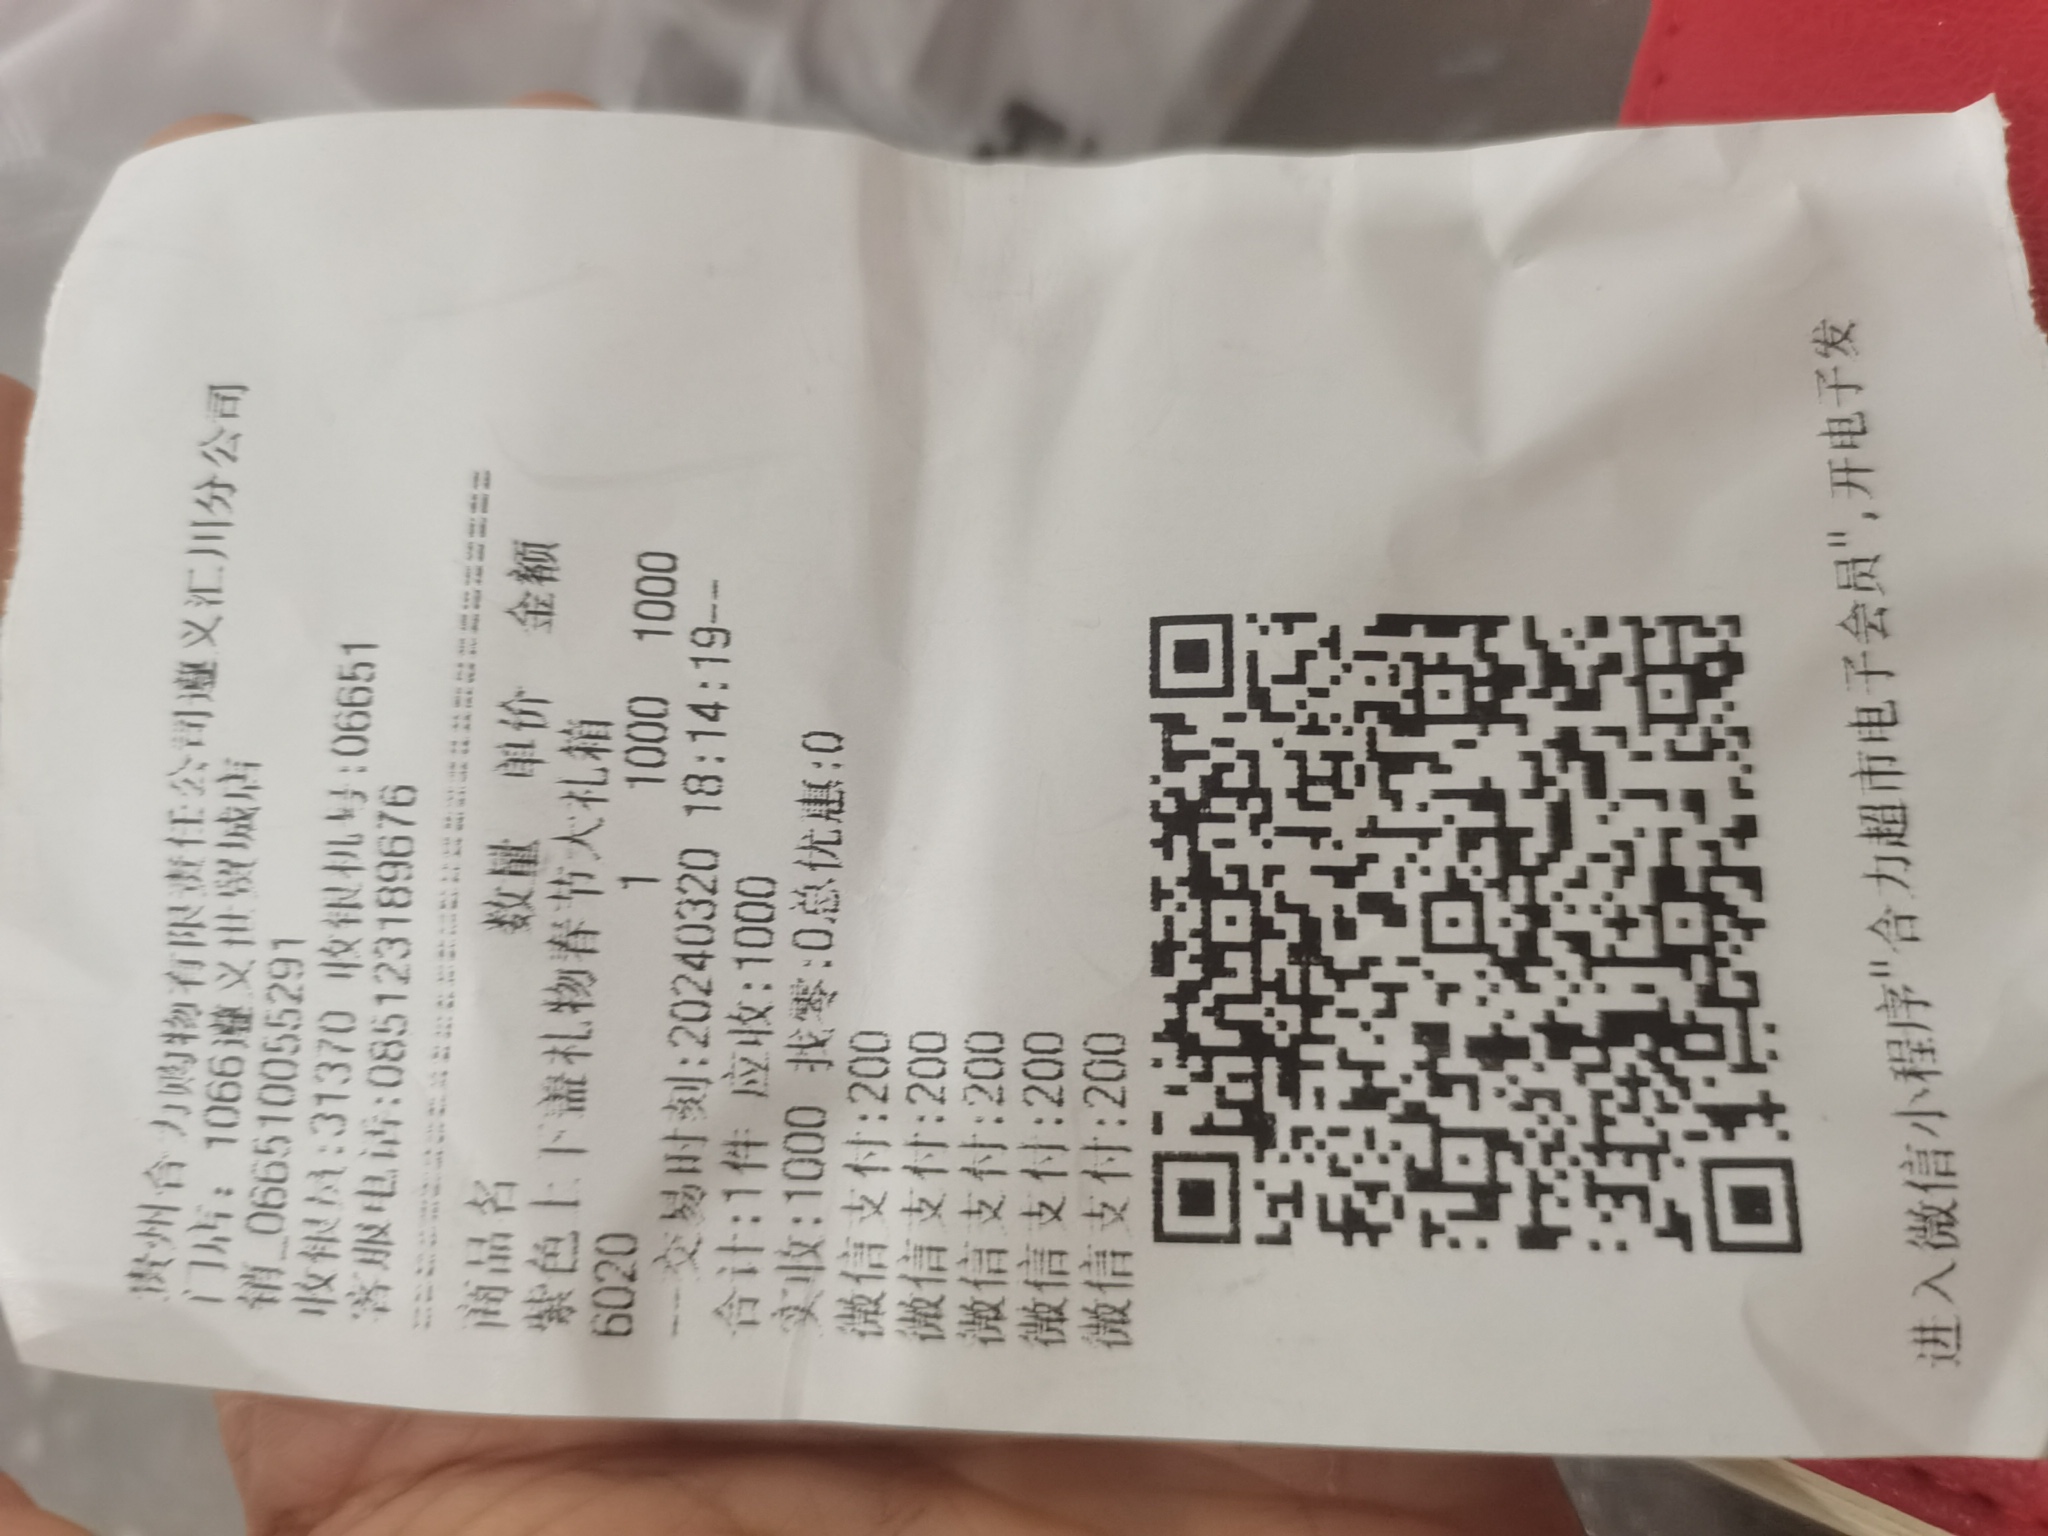 贵州合力购物有限责任公司遵义汇川分公司
门店: 1066遵义世贸城店
销_066510055291
收银员:31370 收银机号:06651
客服电话:085123189676
商品名 数量 单价 金额
紫色上下盖礼物春节大礼箱
6020 1 1000 1000
---交易时刻:20240320 18:14:19--
合计:1件 应收:1000
实收:1000 找零:0总优惠:0
微信支付:200
微信支付:200
微信支付:200
微信支付:200
微信支付:200
进入微信小程序"合力超市电子会员",开电子发